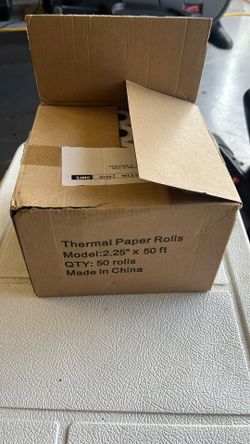 Thermal Paper Rolls
Model:2.25" x 50 ft
QTY: 50 rolls
Made in China